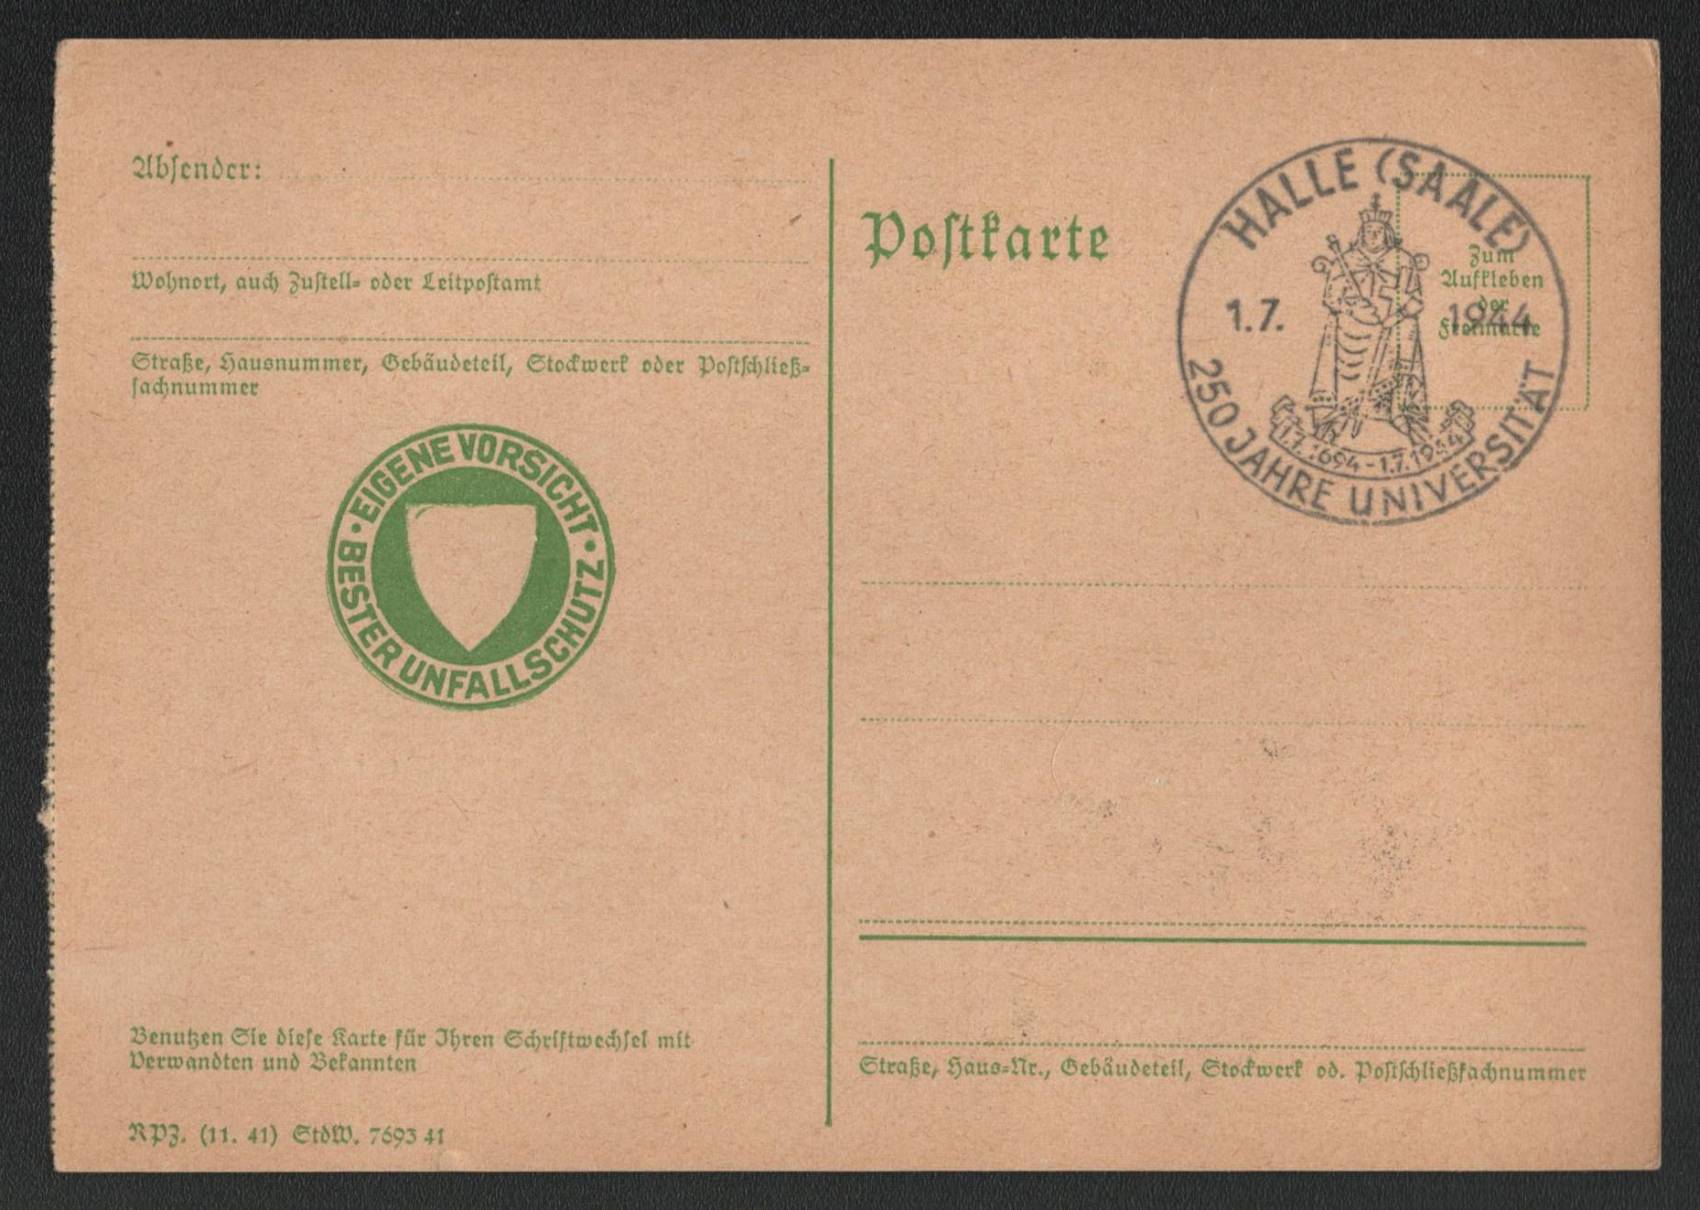 Absender:
Wohnort, auch Zustell- oder Leitpostamt
Straße, Hausnummer, Gebäudeteil, Stockwerk oder Postschließ-
fachnummer
EIGENE VORSICHT
BESTER UNFALLSCHUTZ
Benutzen Sie diese Karte für Ihren Schriftwechsel mit
Verwandten und Bekannten
RPZ. (11. 41) StdW. 7693 41
Postkarte
HALLE (SAALE)
1.7. 1944
1.7.1694-1.7.1944
250 JAHRE UNIVERSITÄT
Zum
Aufkleben
der
Freimarke
Straße, Haus-Nr., Gebäudeteil, Stockwerk od. Postschließfachnummer